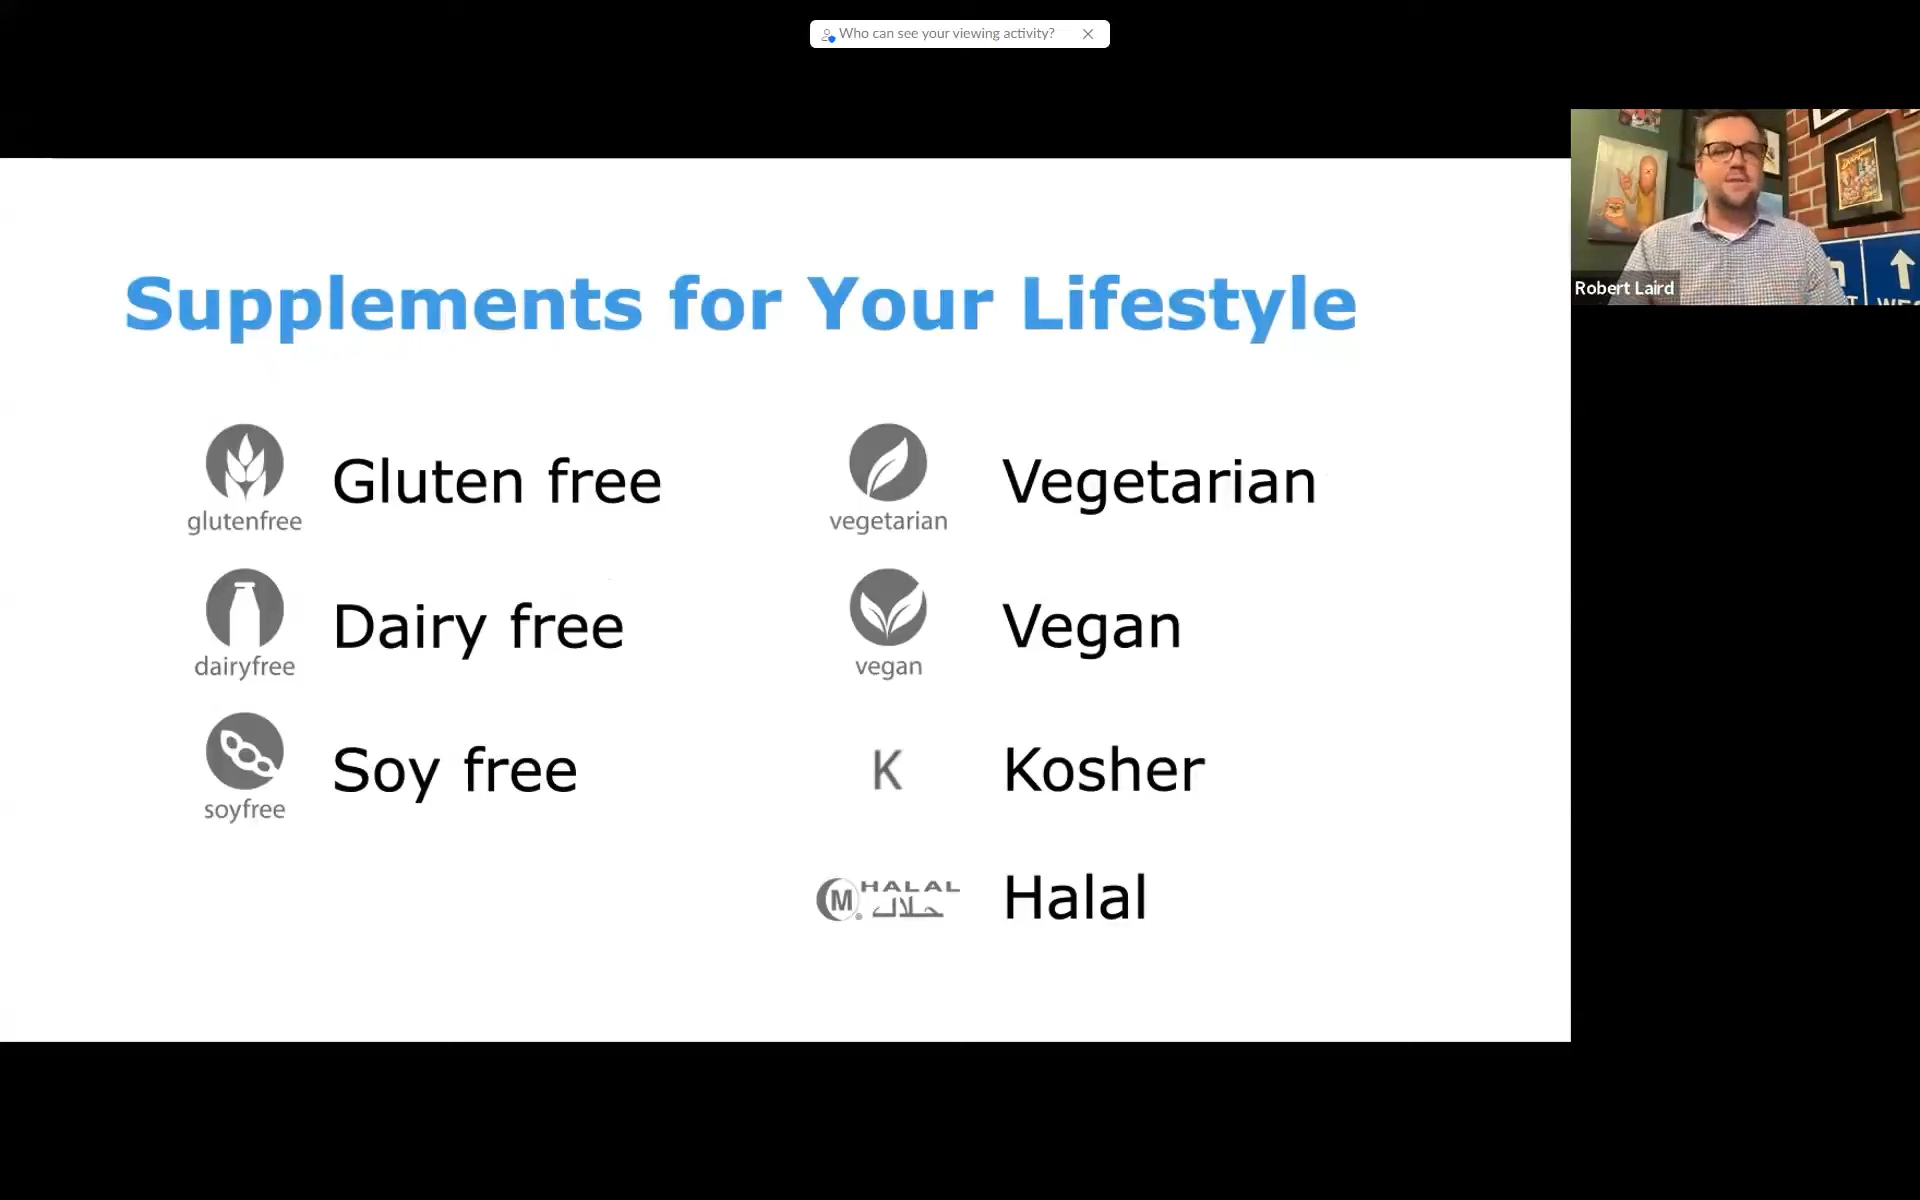 Who can see your viewing activity?
Supplements for Your Lifestyle
glutenfree
Gluten free
vegetarian
Vegetarian
dairyfree
Dairy free
vegan
Vegan
soyfree
Soy free
K
Kosher
M HALAL
حلال
Halal
Robert Laird